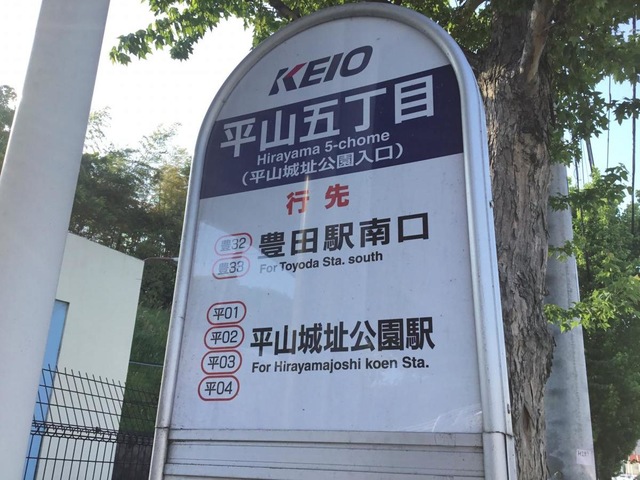 KEIO
平山五丁目
Hirayama 5-chome
(平山城址公園入口)
行先
豊32
豊33
豊田駅南口
For Toyoda Sta. south
平01
平02
平03
平04
平山城址公園駅
For Hirayamajoshi koen Sta.